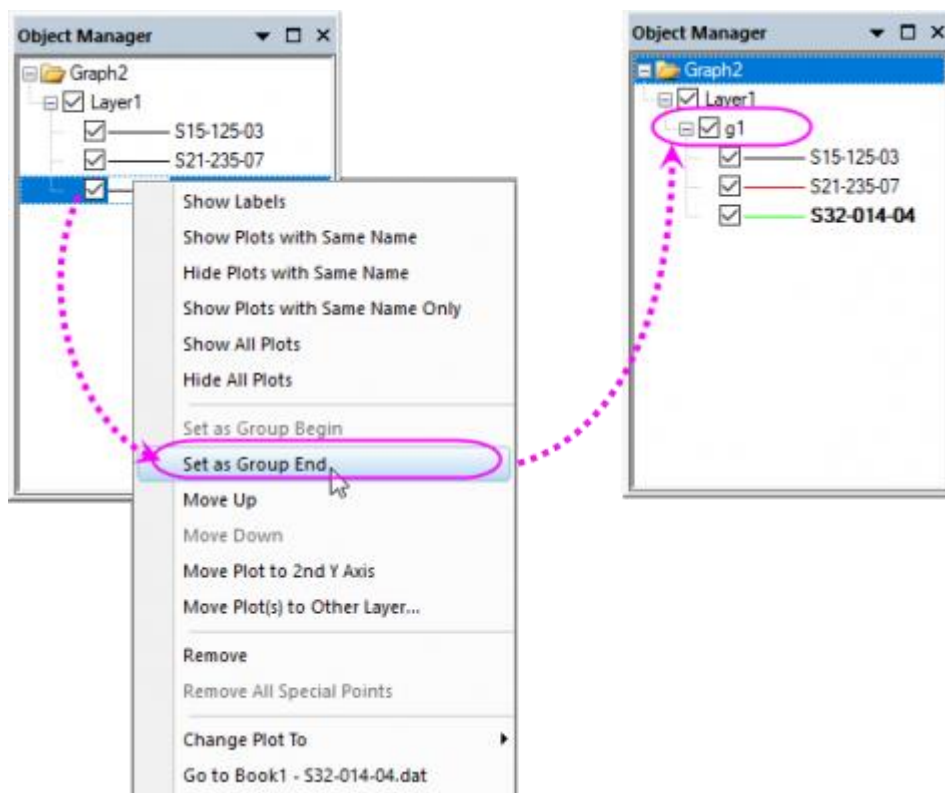 Object Manager
Graph2
Layer1
S15-125-03
S21-235-07
Show Labels
Show Plots with Same Name
Hide Plots with Same Name
Show Plots with Same Name Only
Show All Plots
Hide All Plots
Set as Group Begin
Set as Group End
Move Up
Move Down
Move Plot to 2nd Y Axis
Move Plot(s) to Other Layer...
Remove
Remove All Special Points
Change Plot To
Go to Book1 - S32-014-04.dat
Object Manager
Graph2
Layer1
g1
S15-125-03
S21-235-07
S32-014-04